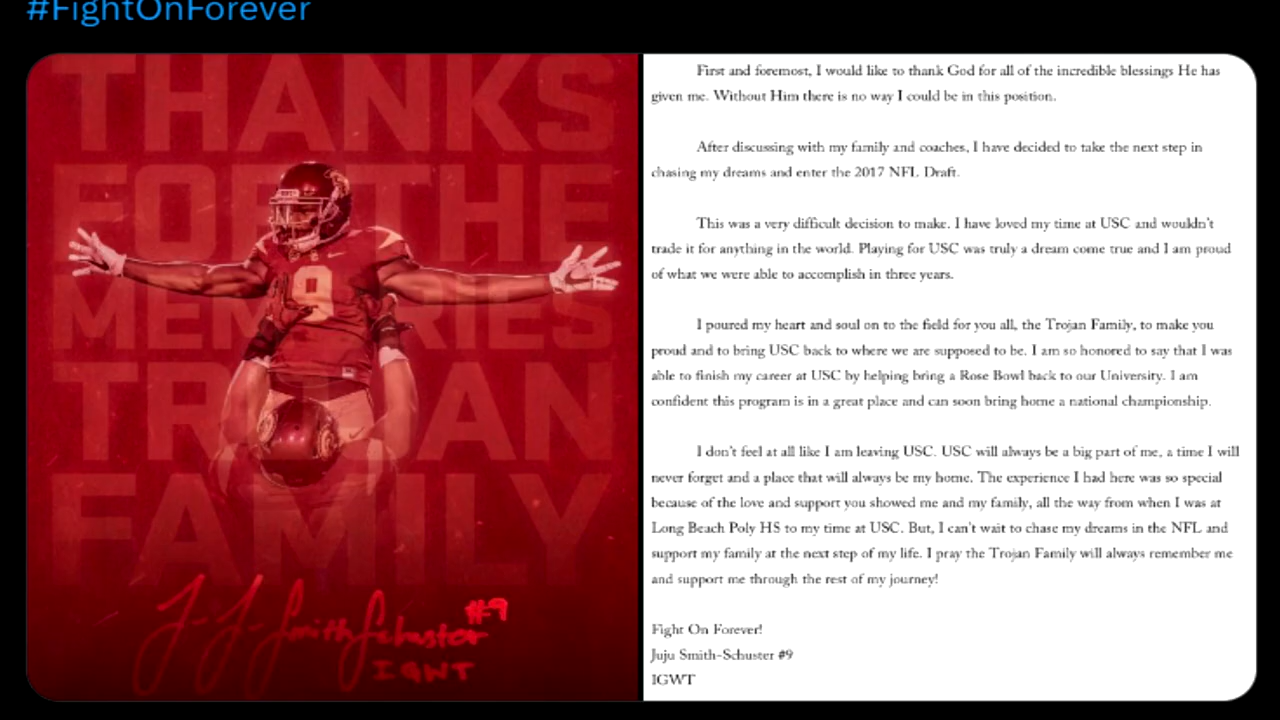 #FightOnForever
THANKS
FOR THE
MEMORIES
TROJAN
FAMILY
9
Ju-Ju Smith Schuster #9
IGWT
First and foremost, I would like to thank God for all of the incredible blessings He has
given me. Without Him there is no way I could be in this position.
After discussing with my family and coaches, I have decided to take the next step in
chasing my dreams and enter the 2017 NFL Draft.
This was a very difficult decision to make. I have loved my time at USC and wouldn't
trade it for anything in the world. Playing for USC was truly a dream come true and I am proud
of what we were able to accomplish in three years.
I poured my heart and soul on to the field for you all, the Trojan Family, to make you
proud and to bring USC back to where we are supposed to be. I am so honored to say that I was
able to finish my career at USC by helping bring a Rose Bowl back to our University. I am
confident this program is in a great place and can soon bring home a national championship.
I don't feel at all like I am leaving USC. USC will always be a big part of me, a time I will
never forget and a place that will always be my home. The experience I had here was so special
because of the love and support you showed me and my family, all the way from when I was at
Long Beach Poly HS to my time at USC. But, I can't wait to chase my dreams in the NFL and
support my family at the next step of my life. I pray the Trojan Family will always remember me
and support me through the rest of my journey!
Fight On Forever!
Juju Smith-Schuster #9
IGWT